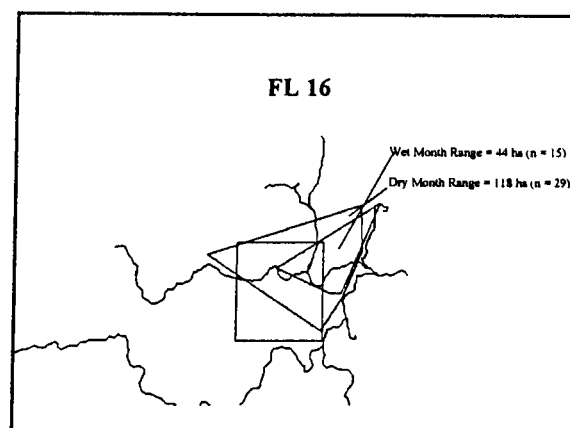 FL 16
Wet Month Range = 44 ha (n = 15)
Dry Month Range = 118 ha (n = 29)